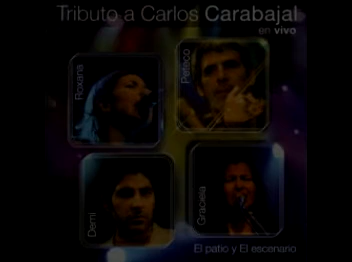 Tributo a Carlos Carabajal
en vivo
Roxana
Peteco
Demi
Graciela
El patio y El escenario